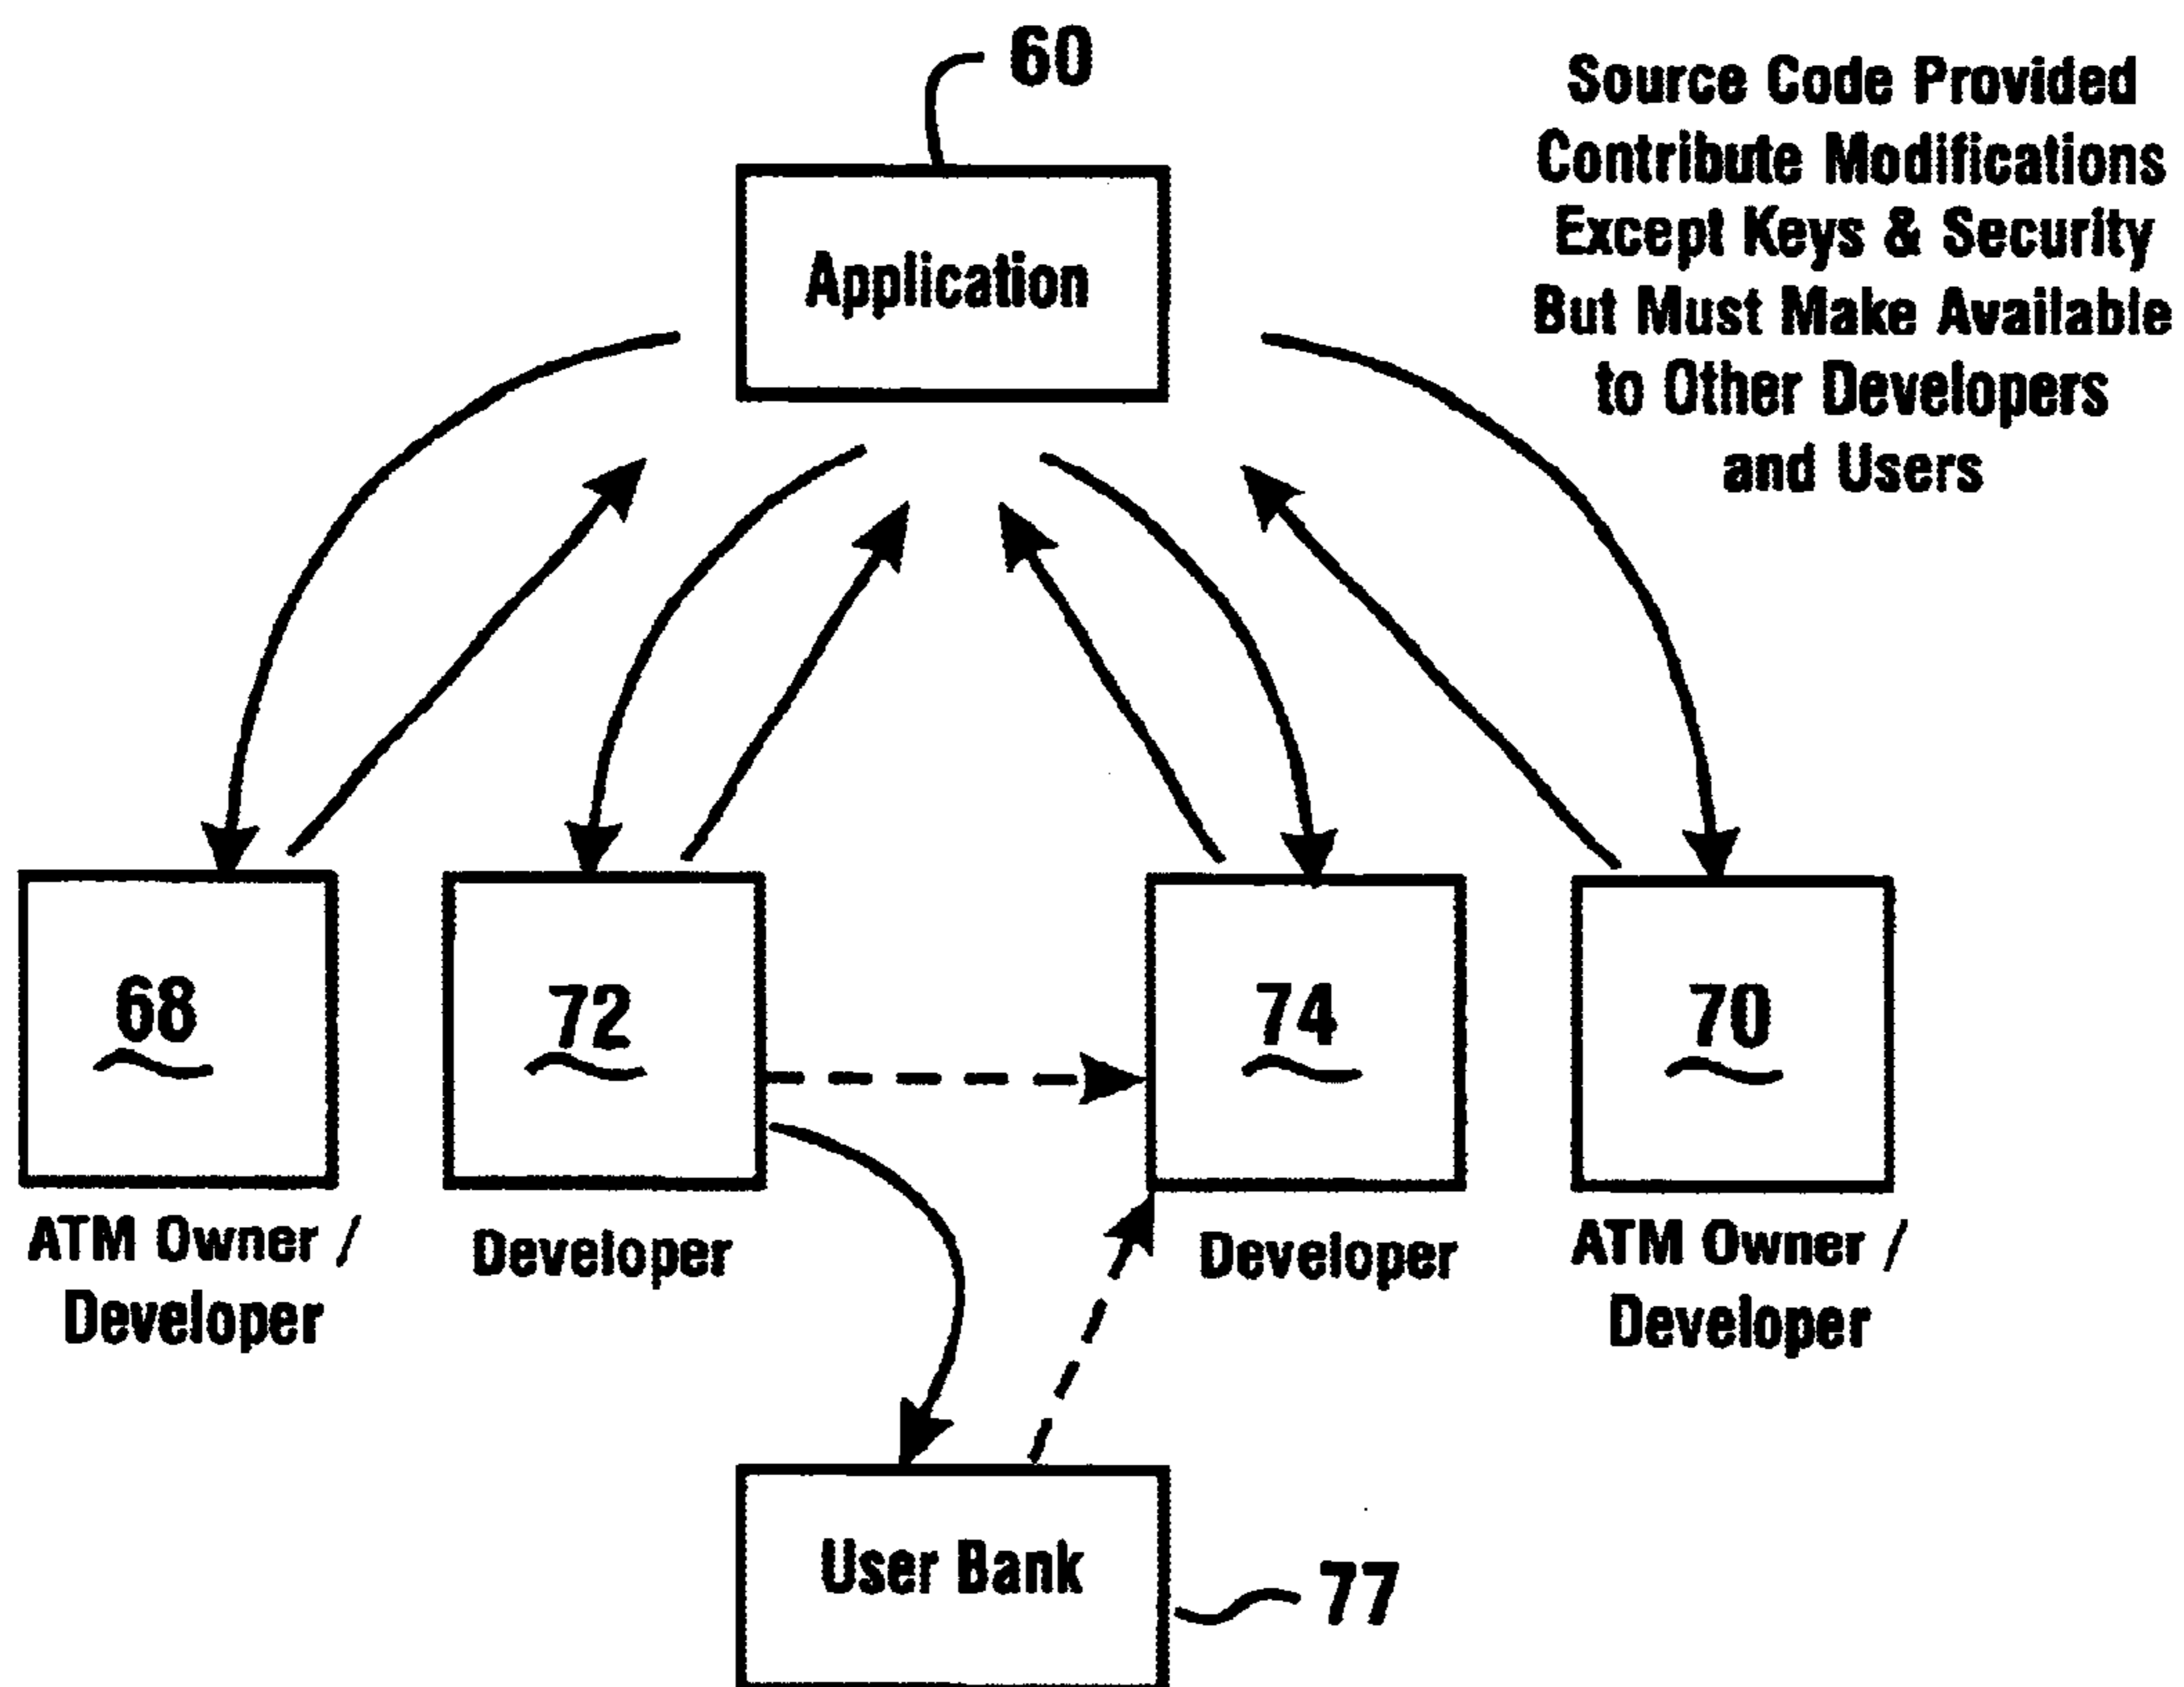 60
Source Code Provided
Contribute Modifications
Except Keys & Security
But Must Make Available
to Other Developers
and Users
Application
68
72
74
70
ATM Owner /
Developer
Developer
Developer
ATM Owner /
Developer
User Bank
77